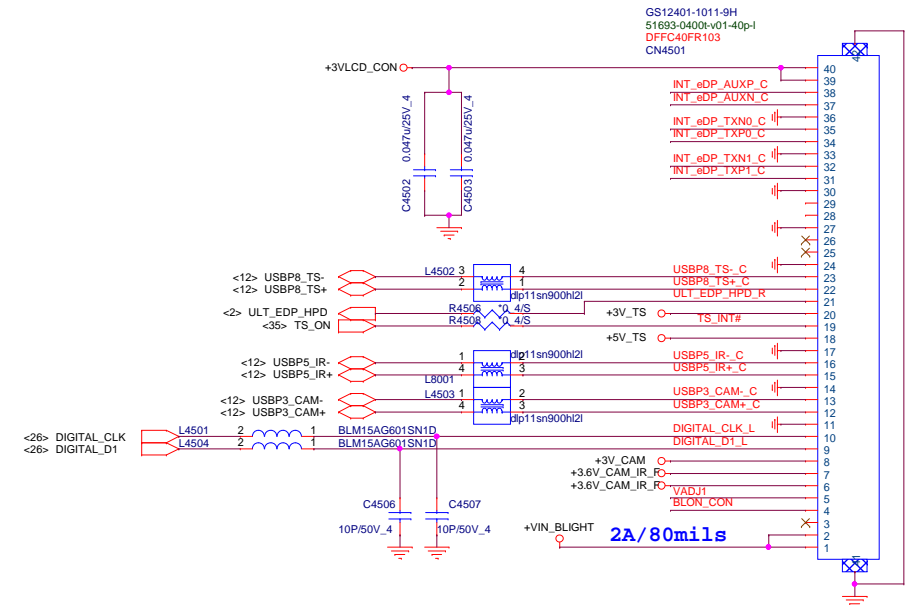 GS12401-1011-9H
51693-0400t-v01-40p-l
DFFC40FR103
CN4501
42
+3VLCD_CON
40
39
INT_eDP_AUXP_C 38
INT_eDP_AUXN_C 37
36
INT_eDP_TXN0_C 35
INT_eDP_TXP0_C 34
33
INT_eDP_TXN1_C 32
INT_eDP_TXP1_C 31
30
29
28
27
26
25
24
C4502 0.047u/25V_4
C4503 0.047u/25V_4
<12> USBP8_TS- L4502 3 4 USBP8_TS-_C 23
<12> USBP8_TS+ 2 1 USBP8_TS+_C 22
dlp11sn900hl2l
ULT_EDP_HPD_R 21
<2> ULT_EDP_HPD R4506 *0_4/S +3V_TS 20
<35> TS_ON R4508 *0_4/S TS_INT# 19
+5V_TS 18
17
dlp11sn900hl2l
<12> USBP5_IR- 1 2 USBP5_IR-_C 16
<12> USBP5_IR+ 4 3 USBP5_IR+_C 15
L8001
14
<12> USBP3_CAM- L4503 1 2 USBP3_CAM-_C 13
<12> USBP3_CAM+ 4 3 USBP3_CAM+_C 12
dlp11sn900hl2l
11
<26> DIGITAL_CLK L4501 2 1 BLM15AG601SN1D DIGITAL_CLK_L 10
<26> DIGITAL_D1 L4504 2 1 BLM15AG601SN1D DIGITAL_D1_L 9
+3V_CAM 8
+3.6V_CAM_IR_F 7
+3.6V_CAM_IR_F 6
VADJ1 5
BLON_CON 4
3
C4506 C4507
10P/50V_4 10P/50V_4
+VIN_BLIGHT 2A/80mils 2
1
41